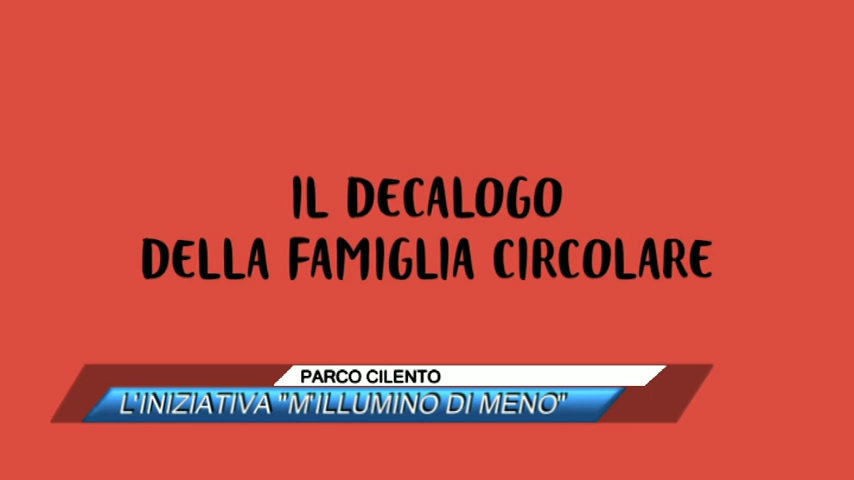 IL DECALOGO
DELLA FAMIGLIA CIRCOLARE
PARCO CILENTO
L'INIZIATIVA "M'ILLUMINO DI MENO"